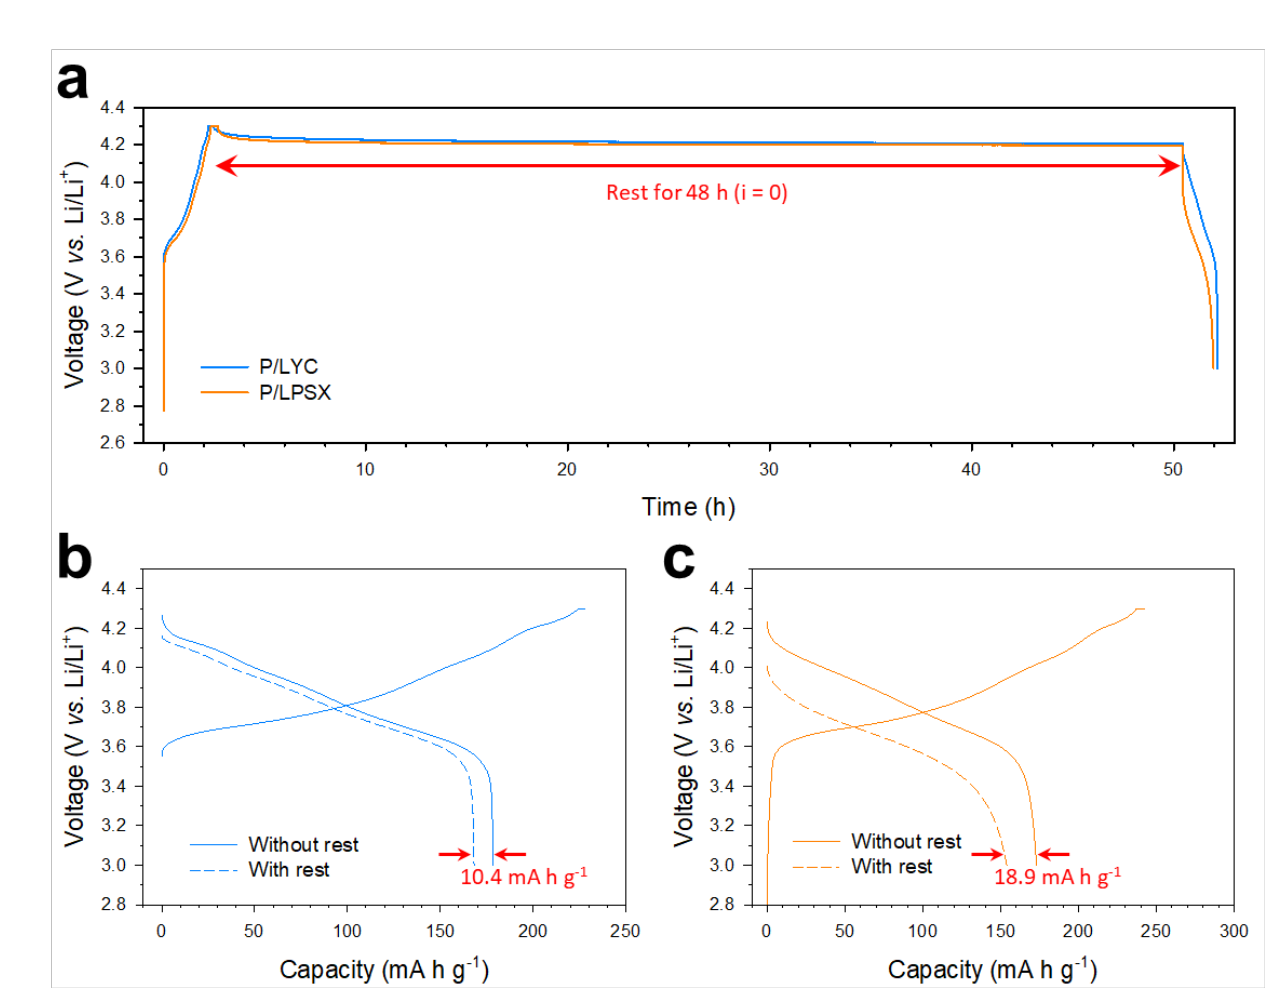 a
4.4
4.2
4.0
3.8
3.6
3.4
3.2
3.0
2.8
2.6
Voltage (V vs. Li/Li⁺)
Rest for 48 h (i = 0)
P/LYC
P/LPSX
0 10 20 30 40 50
Time (h)
b
4.4
4.2
4.0
3.8
3.6
3.4
3.2
3.0
2.8
Voltage (V vs. Li/Li⁺)
Without rest
With rest
10.4 mA h g⁻¹
0 50 100 150 200 250
Capacity (mA h g⁻¹)
c
4.4
4.2
4.0
3.8
3.6
3.4
3.2
3.0
2.8
Voltage (V vs. Li/Li⁺)
Without rest
With rest
18.9 mA h g⁻¹
0 50 100 150 200 250 300
Capacity (mA h g⁻¹)